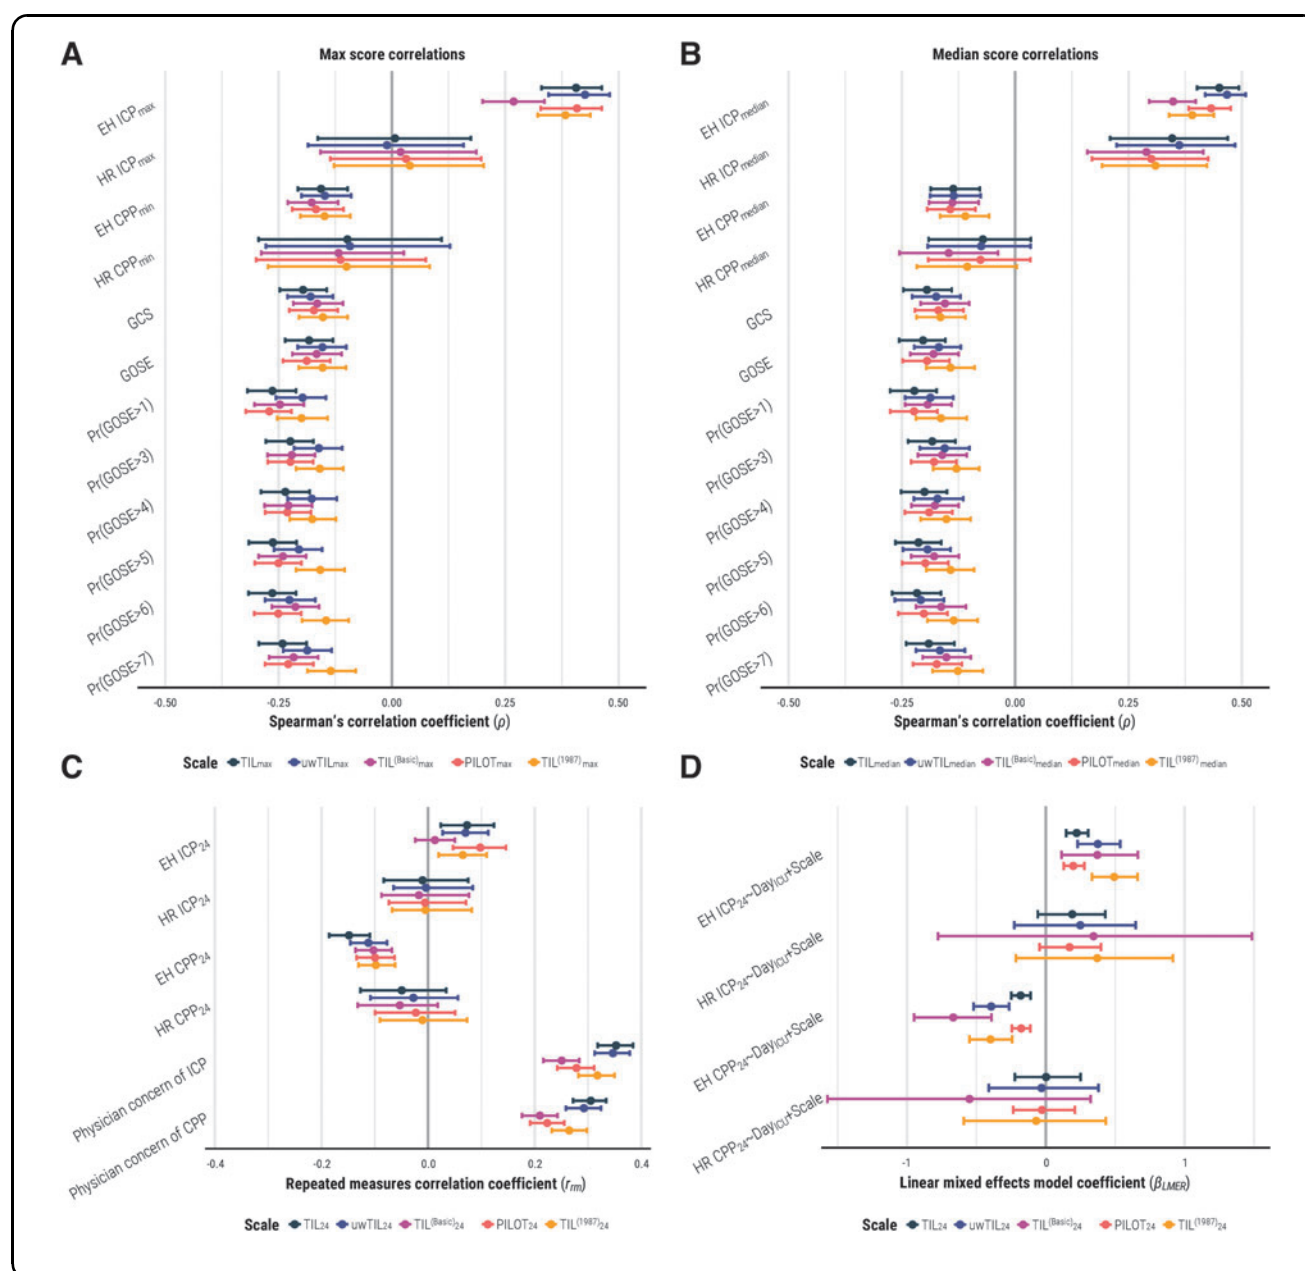 A
Max score correlations
EH ICPmax
HR ICPmax
EH CPPmin
HR CPPmin
GCS
GOSE
Pr(GOSE>1)
Pr(GOSE>3)
Pr(GOSE>4)
Pr(GOSE>5)
Pr(GOSE>6)
Pr(GOSE>7)
-0.50 -0.25 0.00 0.25 0.50
Spearman's correlation coefficient (ρ)
Scale TILmax uwTILmax TIL(Basic)max PILOTmax TIL(1987)max
B
Median score correlations
EH ICPmedian
HR ICPmedian
EH CPPmedian
HR CPPmedian
GCS
GOSE
Pr(GOSE>1)
Pr(GOSE>3)
Pr(GOSE>4)
Pr(GOSE>5)
Pr(GOSE>6)
Pr(GOSE>7)
-0.50 -0.25 0.00 0.25 0.50
Spearman's correlation coefficient (ρ)
Scale TILmedian uwTILmedian TIL(Basic)median PILOTmedian TIL(1987)median
C
EH ICP24
HR ICP24
EH CPP24
HR CPP24
Physician concern of ICP
Physician concern of CPP
-0.4 -0.2 0.0 0.2 0.4
Repeated measures correlation coefficient (rrm)
Scale TIL24 uwTIL24 TIL(Basic)24 PILOT24 TIL(1987)24
D
EH ICP24~DayICU+Scale
HR ICP24~DayICU+Scale
EH CPP24~DayICU+Scale
HR CPP24~DayICU+Scale
-1 0 1
Linear mixed effects model coefficient (βLMER)
Scale TIL24 uwTIL24 TIL(Basic)24 PILOT24 TIL(1987)24